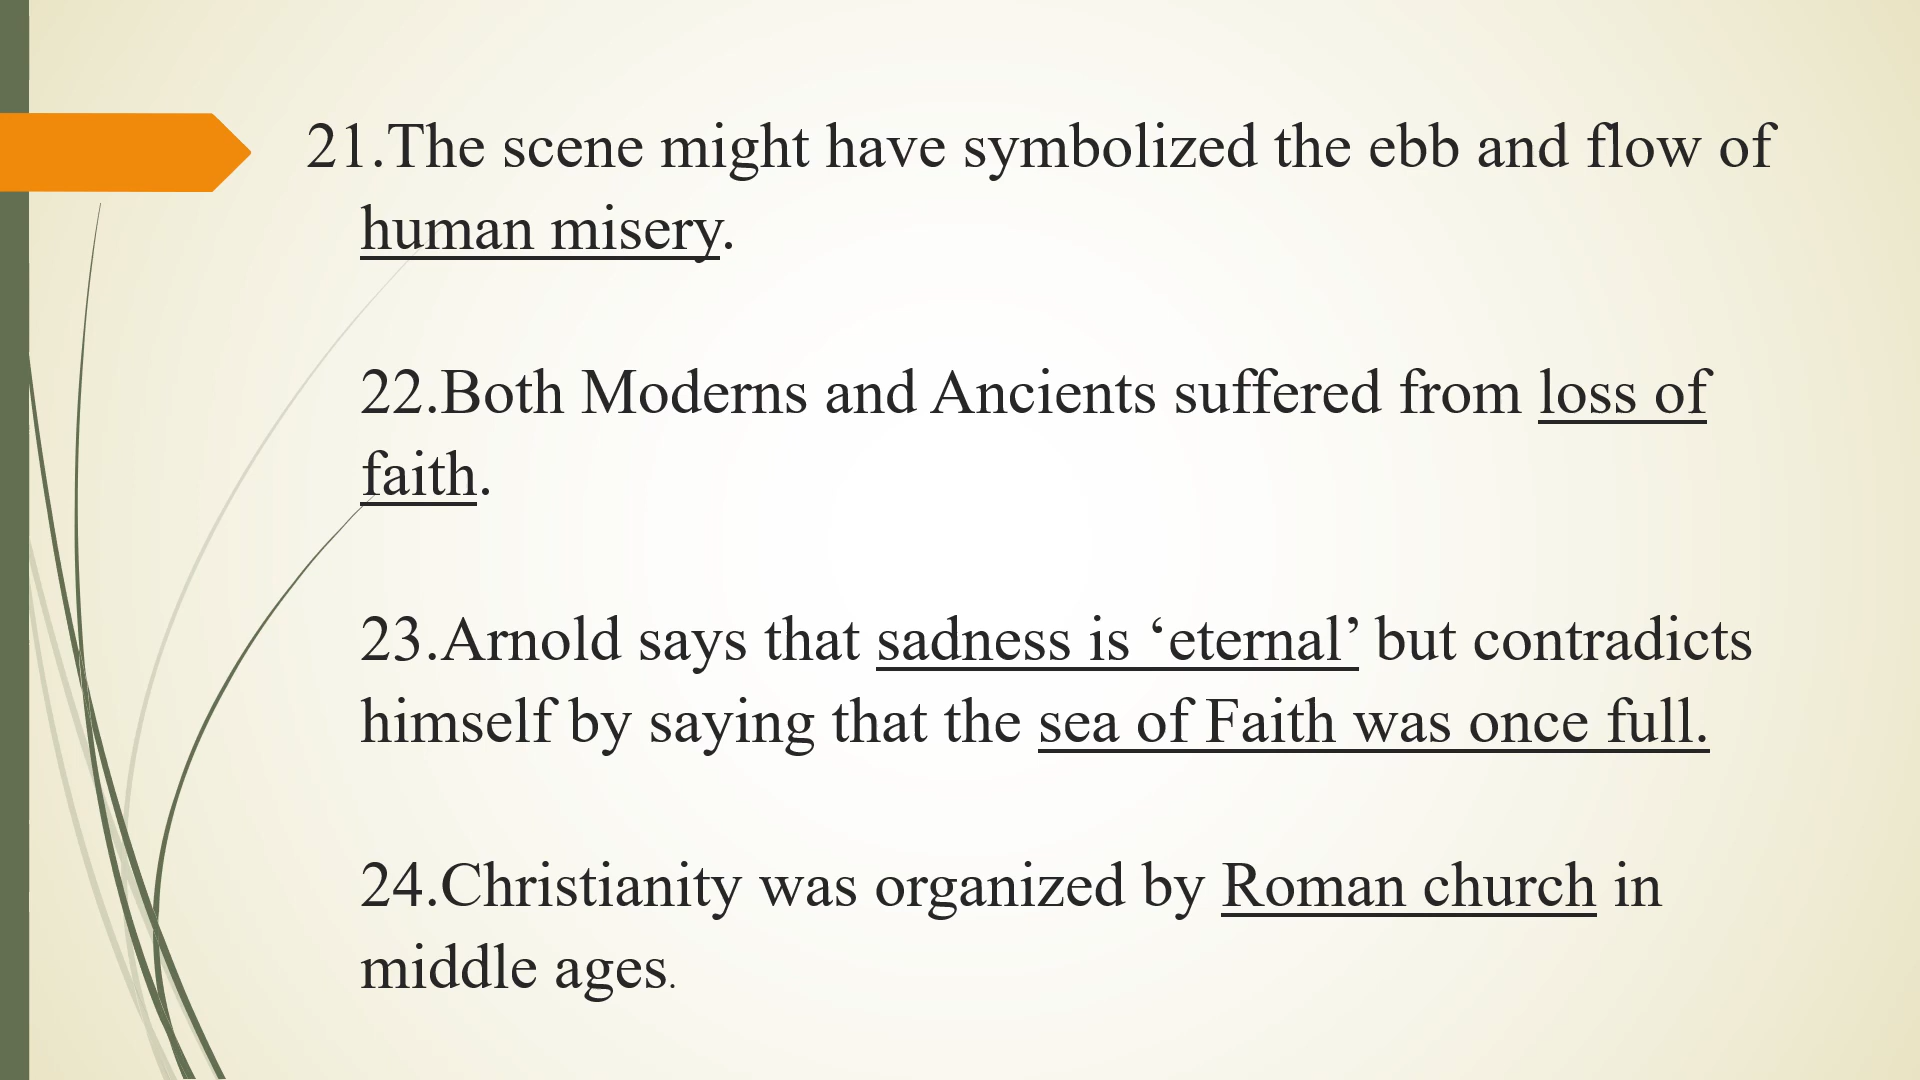 21.The scene might have symbolized the ebb and flow of
human misery.
22.Both Moderns and Ancients suffered from loss of
faith.
23.Arnold says that sadness is ‘eternal’ but contradicts
himself by saying that the sea of Faith was once full.
24.Christianity was organized by Roman church in
middle ages.